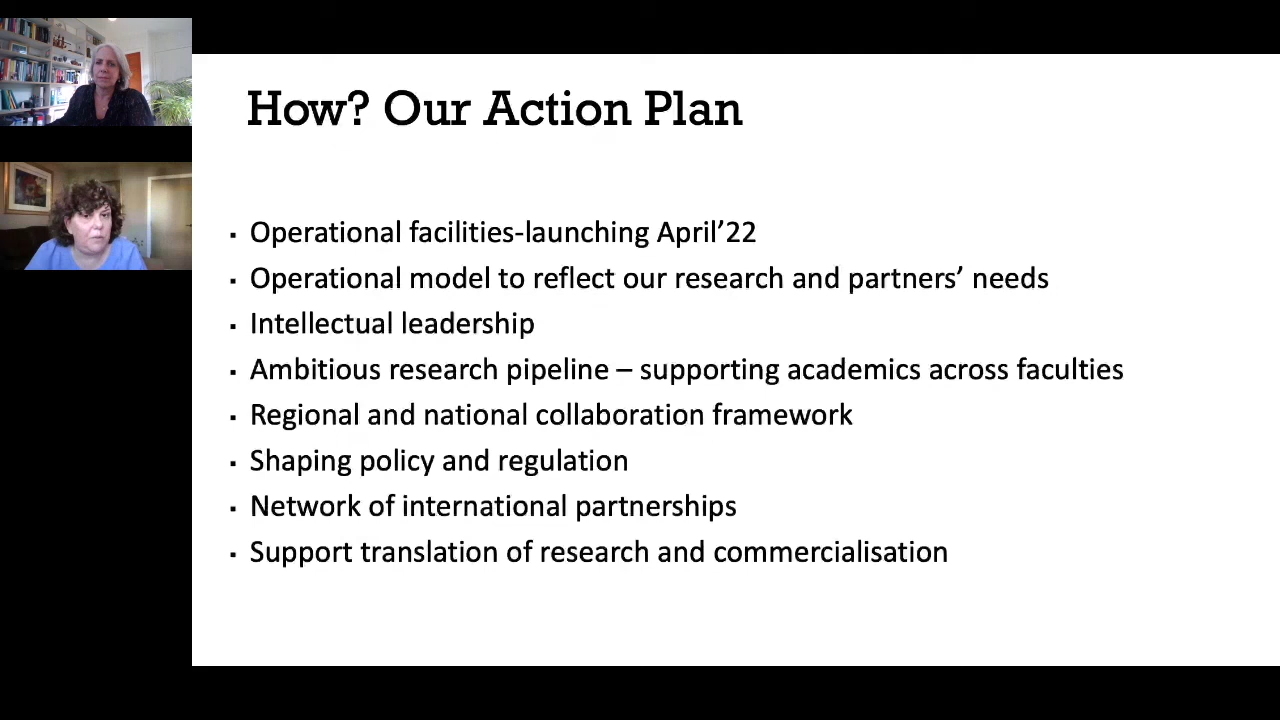 How? Our Action Plan
▪ Operational facilities-launching April’22
▪ Operational model to reflect our research and partners’ needs
▪ Intellectual leadership
▪ Ambitious research pipeline – supporting academics across faculties
▪ Regional and national collaboration framework
▪ Shaping policy and regulation
▪ Network of international partnerships
▪ Support translation of research and commercialisation